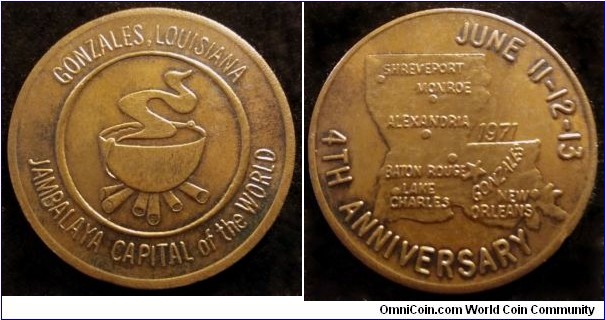 GONZALES, LOUISIANA
JAMBALAYA CAPITAL of the WORLD
JUNE 11-12-13
SHREVEPORT
MONROE
ALEXANDRIA
1971
BATON ROUGE
GONZALES
LAKE
CHARLES
NEW
ORLEANS
4TH ANNIVERSARY
OmniCoin.com World Coin Community